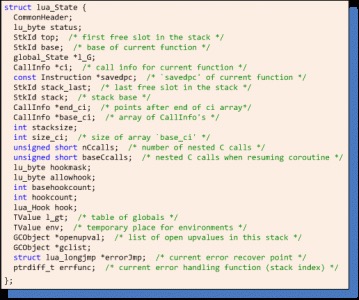 struct lua_State {
CommonHeader;
lu_byte status;
StkId top;  /* first free slot in the stack */
StkId base;  /* base of current function */
global_State *l_G;
CallInfo *ci;  /* call info for current function */
const Instruction *savedpc;  /* `savedpc' of current function */
StkId stack_last;  /* last free slot in the stack */
StkId stack;  /* stack base */
CallInfo *end_ci;  /* points after end of ci array*/
CallInfo *base_ci;  /* array of CallInfo's */
int stacksize;
int size_ci;  /* size of array `base_ci' */
unsigned short nCcalls;  /* number of nested C calls */
unsigned short baseCcalls;  /* nested C calls when resuming coroutine */
lu_byte hookmask;
lu_byte allowhook;
int basehookcount;
int hookcount;
lua_Hook hook;
TValue l_gt;  /* table of globals */
TValue env;  /* temporary place for environments */
GCObject *openupval;  /* list of open upvalues in this stack */
GCObject *gclist;
struct lua_longjmp *errorJmp;  /* current error recover point */
ptrdiff_t errfunc;  /* current error handling function (stack index) */
};